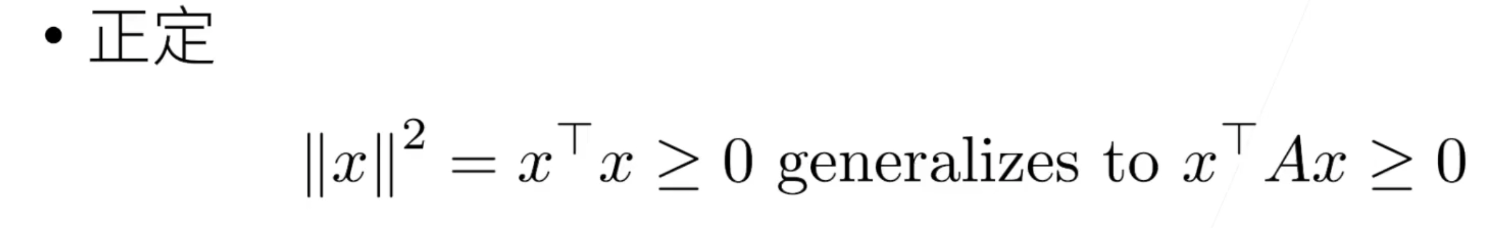 • 正定
‖x‖² = x⊤x ≥ 0 generalizes to x⊤Ax ≥ 0